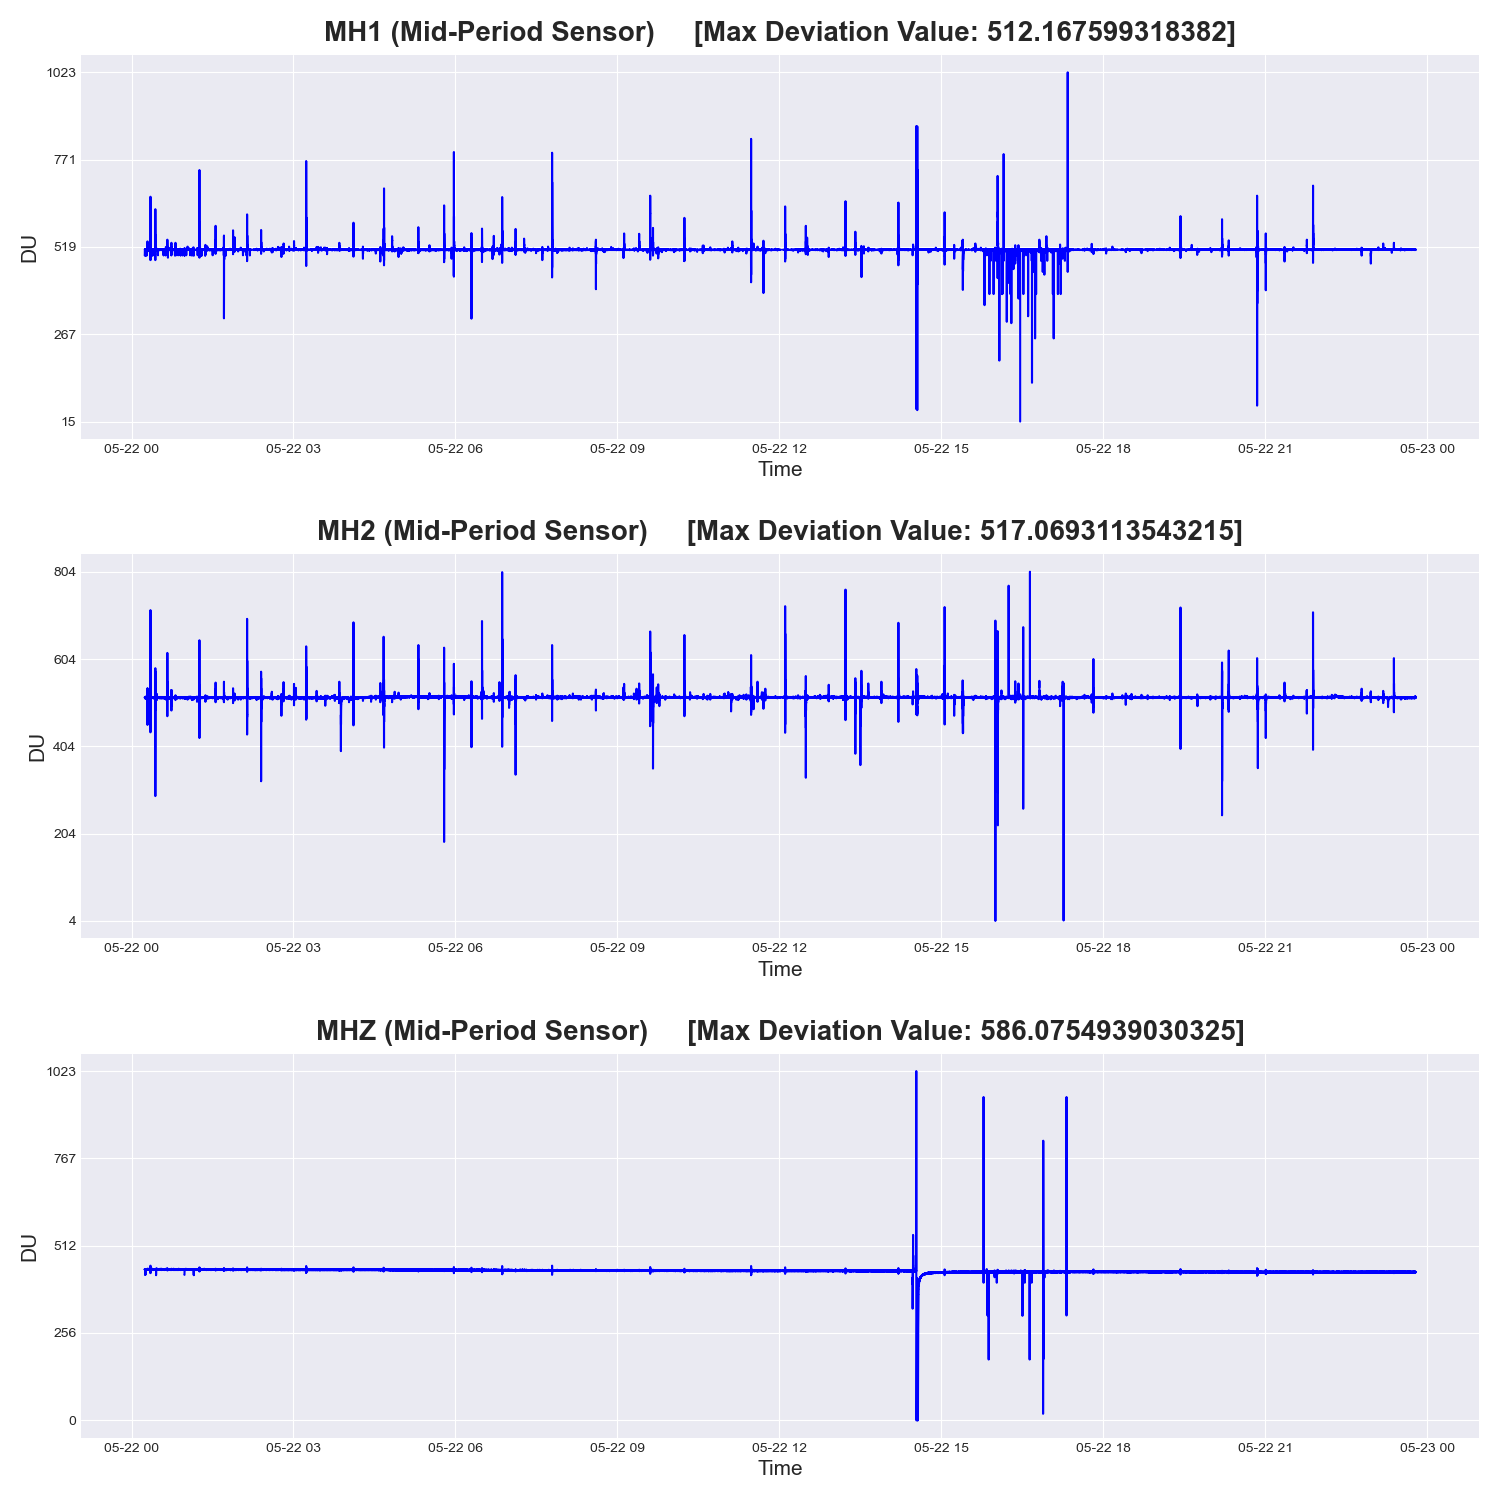 MH1 (Mid-Period Sensor) [Max Deviation Value: 512.167599318382]
1023
771
519
267
15
DU
05-22 00 05-22 03 05-22 06 05-22 09 05-22 12 05-22 15 05-22 18 05-22 21 05-23 00
Time
MH2 (Mid-Period Sensor) [Max Deviation Value: 517.0693113543215]
804
604
404
204
4
DU
05-22 00 05-22 03 05-22 06 05-22 09 05-22 12 05-22 15 05-22 18 05-22 21 05-23 00
Time
MHZ (Mid-Period Sensor) [Max Deviation Value: 586.0754939030325]
1023
767
512
256
0
DU
05-22 00 05-22 03 05-22 06 05-22 09 05-22 12 05-22 15 05-22 18 05-22 21 05-23 00
Time